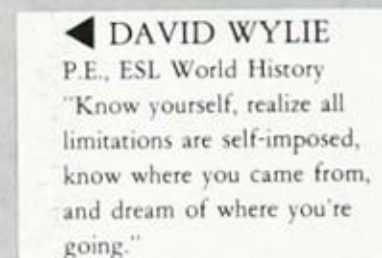 ◀ DAVID WYLIE
P.E., ESL World History
"Know yourself, realize all
limitations are self-imposed,
know where you came from,
and dream of where you're
going."